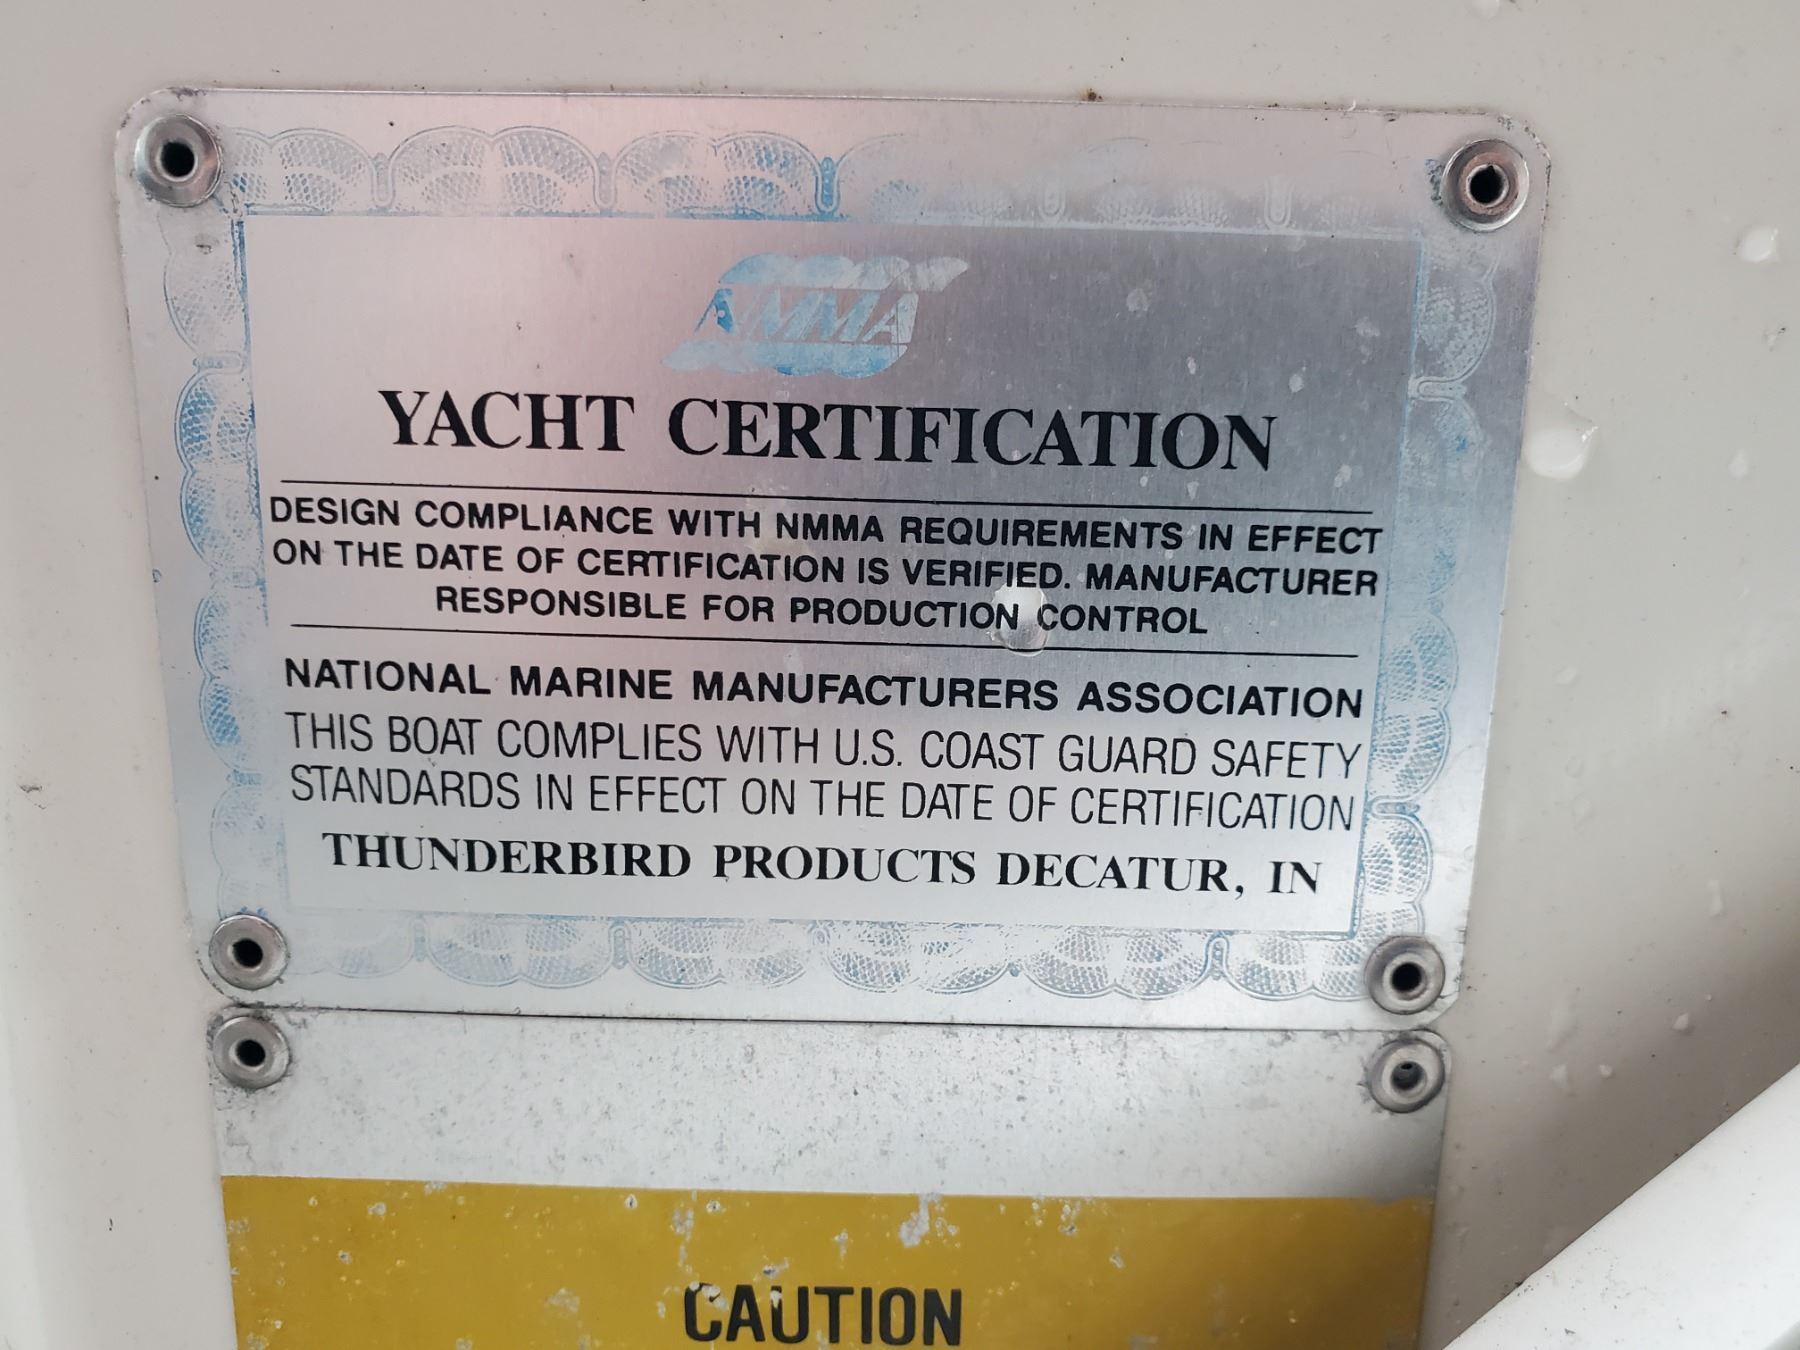 NMMA
YACHT CERTIFICATION
DESIGN COMPLIANCE WITH NMMA REQUIREMENTS IN EFFECT
ON THE DATE OF CERTIFICATION IS VERIFIED. MANUFACTURER
RESPONSIBLE FOR PRODUCTION CONTROL
NATIONAL MARINE MANUFACTURERS ASSOCIATION
THIS BOAT COMPLIES WITH U.S. COAST GUARD SAFETY
STANDARDS IN EFFECT ON THE DATE OF CERTIFICATION
THUNDERBIRD PRODUCTS DECATUR, IN
CAUTION